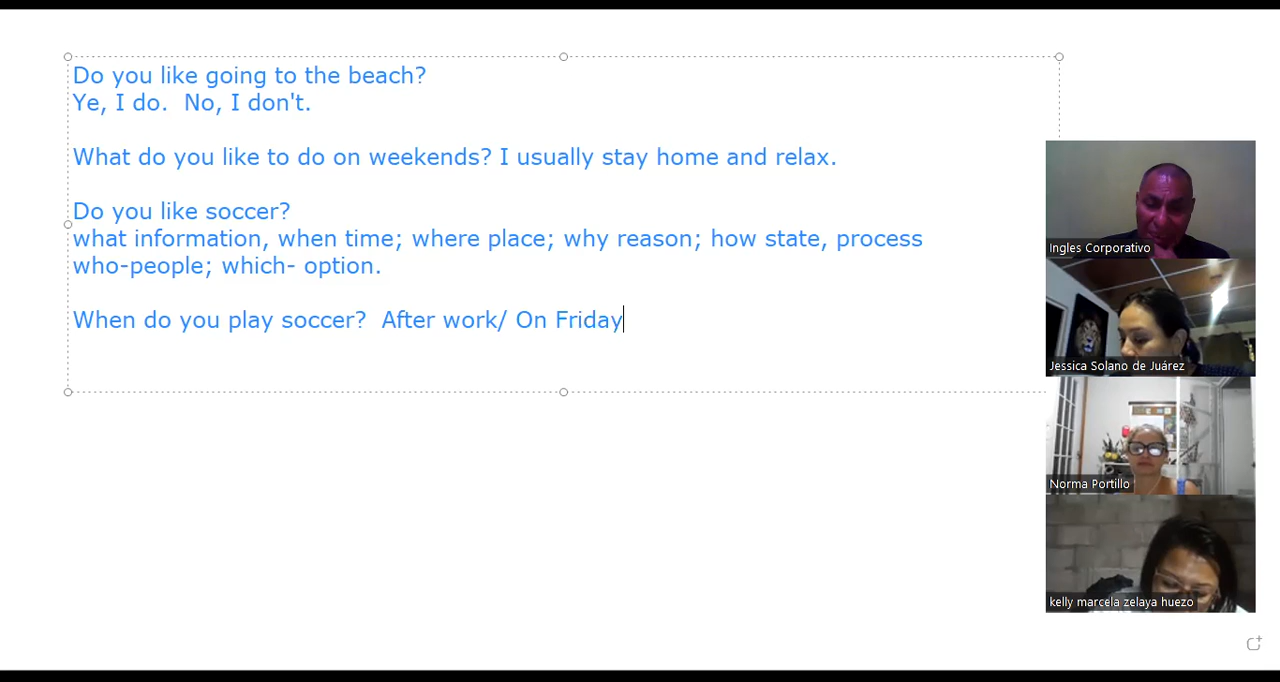 Do you like going to the beach?
Ye, I do.  No, I don't.
What do you like to do on weekends? I usually stay home and relax.
Do you like soccer?
what information, when time; where place; why reason; how state, process
who-people; which- option.
When do you play soccer?  After work/ On Friday
Ingles Corporativo
Jessica Solano de Juárez
Norma Portillo
kelly marcela zelaya huezo